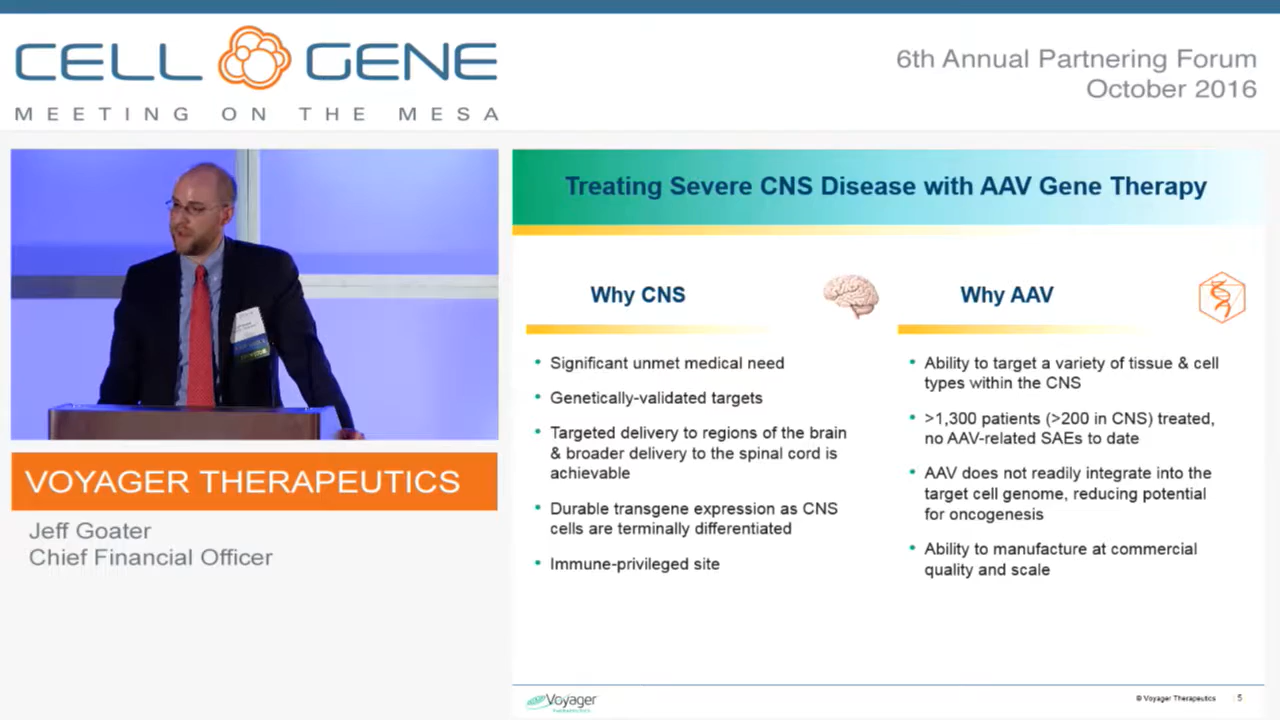 CELL GENE
MEETING ON THE MESA
6th Annual Partnering Forum
October 2016
VOYAGER THERAPEUTICS
Jeff Goater
Chief Financial Officer
Treating Severe CNS Disease with AAV Gene Therapy
Why CNS
• Significant unmet medical need
• Genetically-validated targets
• Targeted delivery to regions of the brain
& broader delivery to the spinal cord is
achievable
• Durable transgene expression as CNS
cells are terminally differentiated
• Immune-privileged site
Why AAV
• Ability to target a variety of tissue & cell
types within the CNS
• >1,300 patients (>200 in CNS) treated,
no AAV-related SAEs to date
• AAV does not readily integrate into the
target cell genome, reducing potential
for oncogenesis
• Ability to manufacture at commercial
quality and scale
Voyager
© Voyager Therapeutics 5